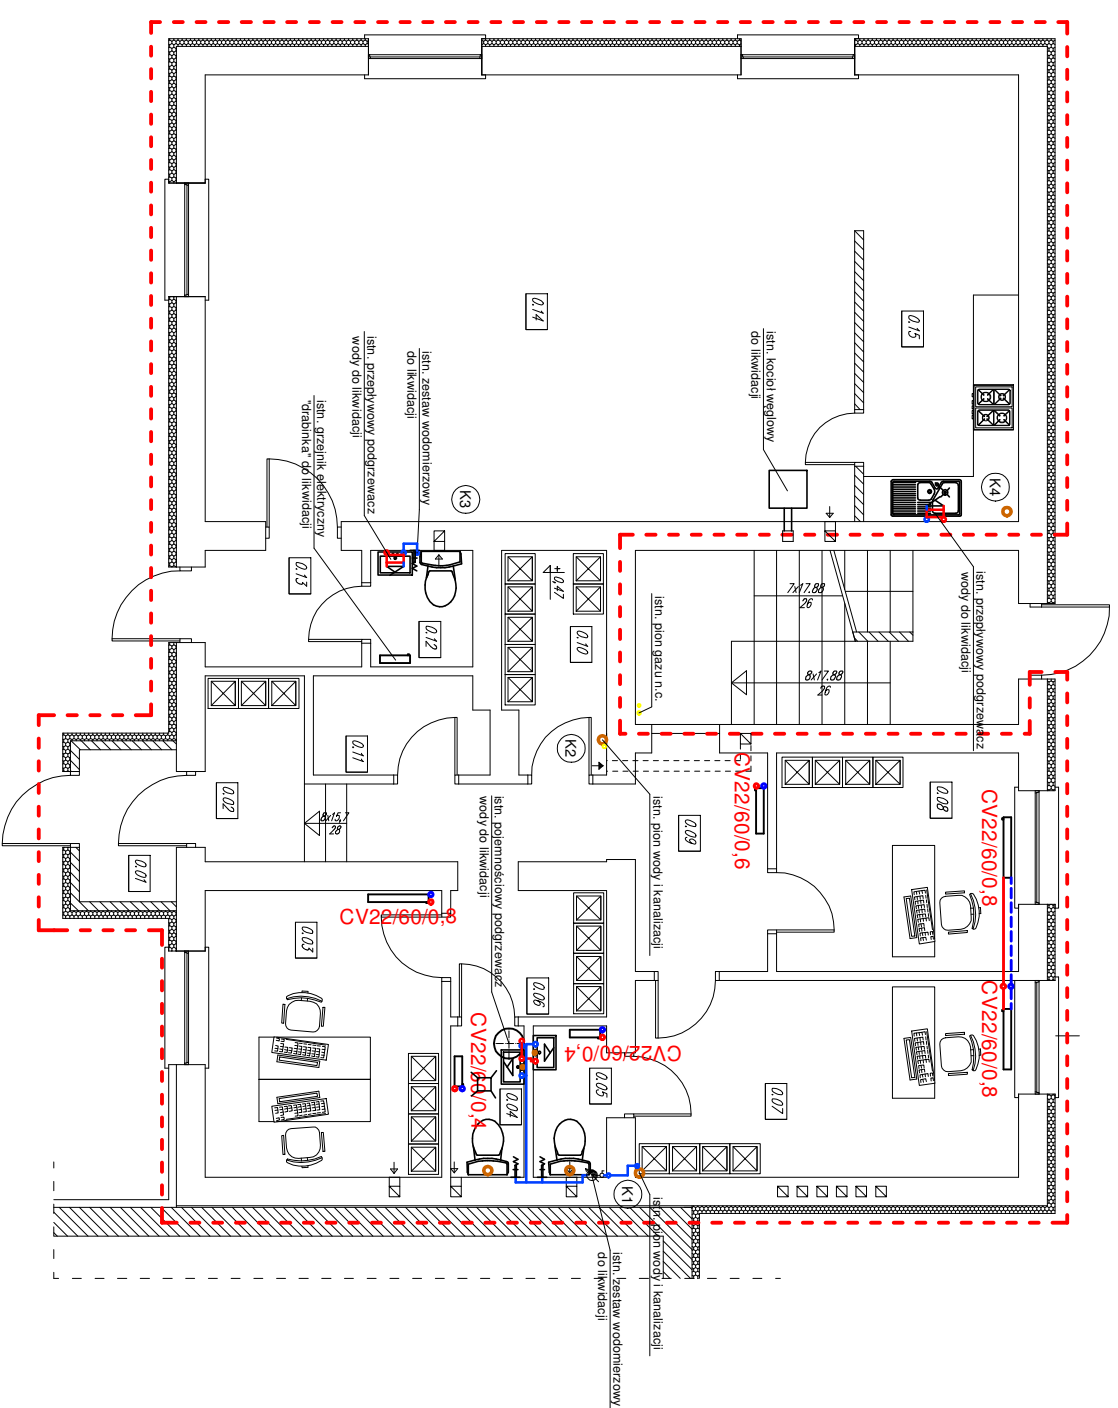 0.14
0.15
istn. kocioł węglowy
do likwidacji
K4
istn. zestaw wodomierzowy
do likwidacji
istn. przepływowy podgrzewacz
wody do likwidacji
istn. grzejnik elektryczny
"drabinka" do likwidacji
K3
0.13
0.12
+0,47
0.10
7x17.88
26
8x17.88
26
istn. pion gazu n.c.
istn. przepływowy podgrzewacz
wody do likwidacji
0.11
K2
0.02
8x15,7
28
0.01
istn. pojemnościowy podgrzewacz
wody do likwidacji
istn. pion wody i kanalizacji
0.09
CV22/60/0,6
0.08
CV22/60/0,8
CV22/60/0,8
0.03
0.06
CV22/60/0,4
CV22/60/0,4
0.04
0.05
0.07
CV22/60/0,8
K1
istn. pion wody i kanalizacji
istn. zestaw wodomierzowy
do likwidacji